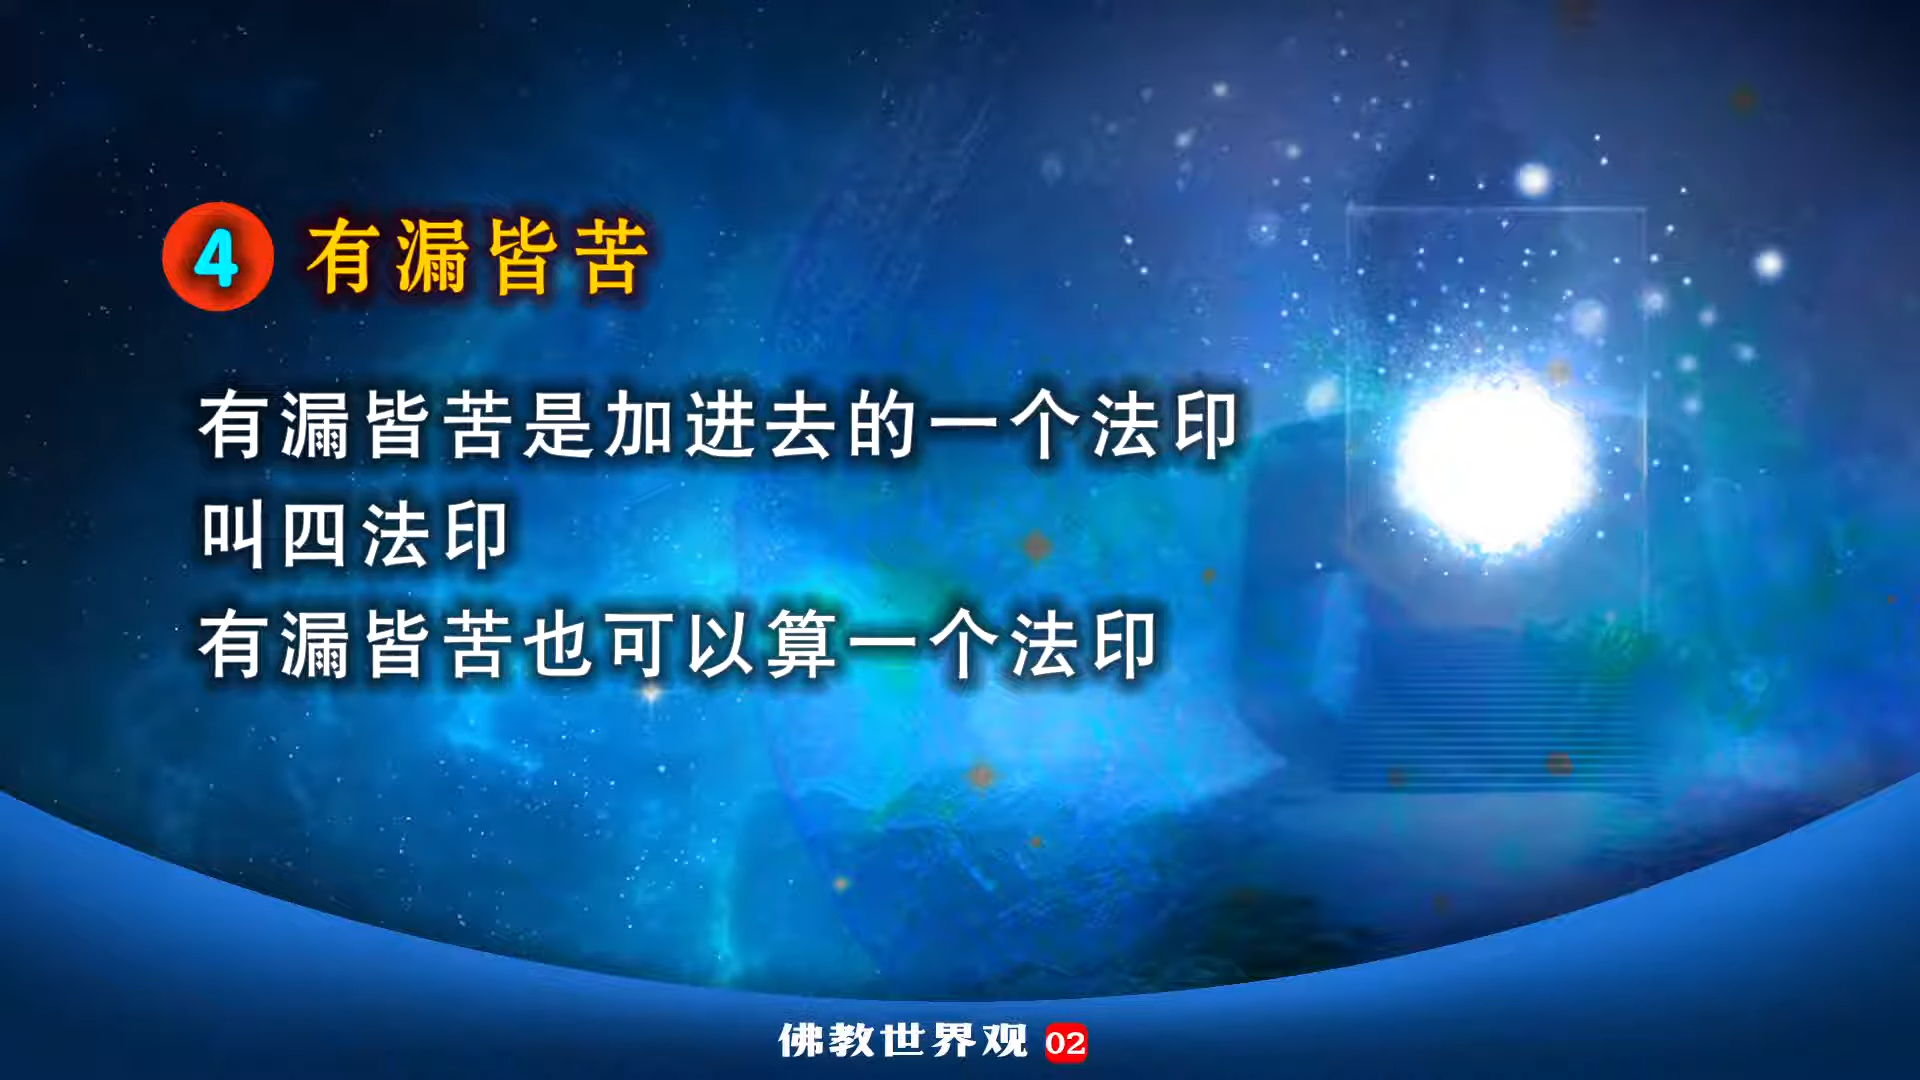 4 有漏皆苦
有漏皆苦是加进去的一个法印
叫四法印
有漏皆苦也可以算一个法印
佛教世界观 02